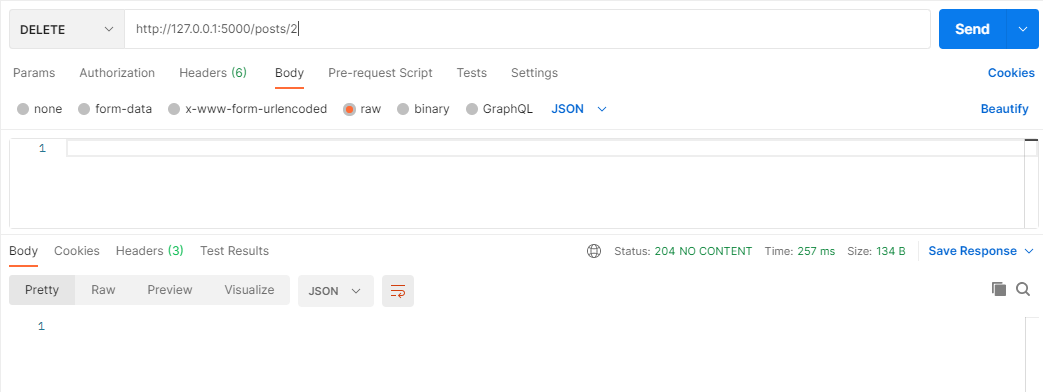 DELETE http://127.0.0.1:5000/posts/2 Send
Params Authorization Headers (6) Body Pre-request Script Tests Settings Cookies
none form-data x-www-form-urlencoded raw binary GraphQL JSON Beautify
1
Body Cookies Headers (3) Test Results Status: 204 NO CONTENT Time: 257 ms Size: 134 B Save Response
Pretty Raw Preview Visualize JSON
1